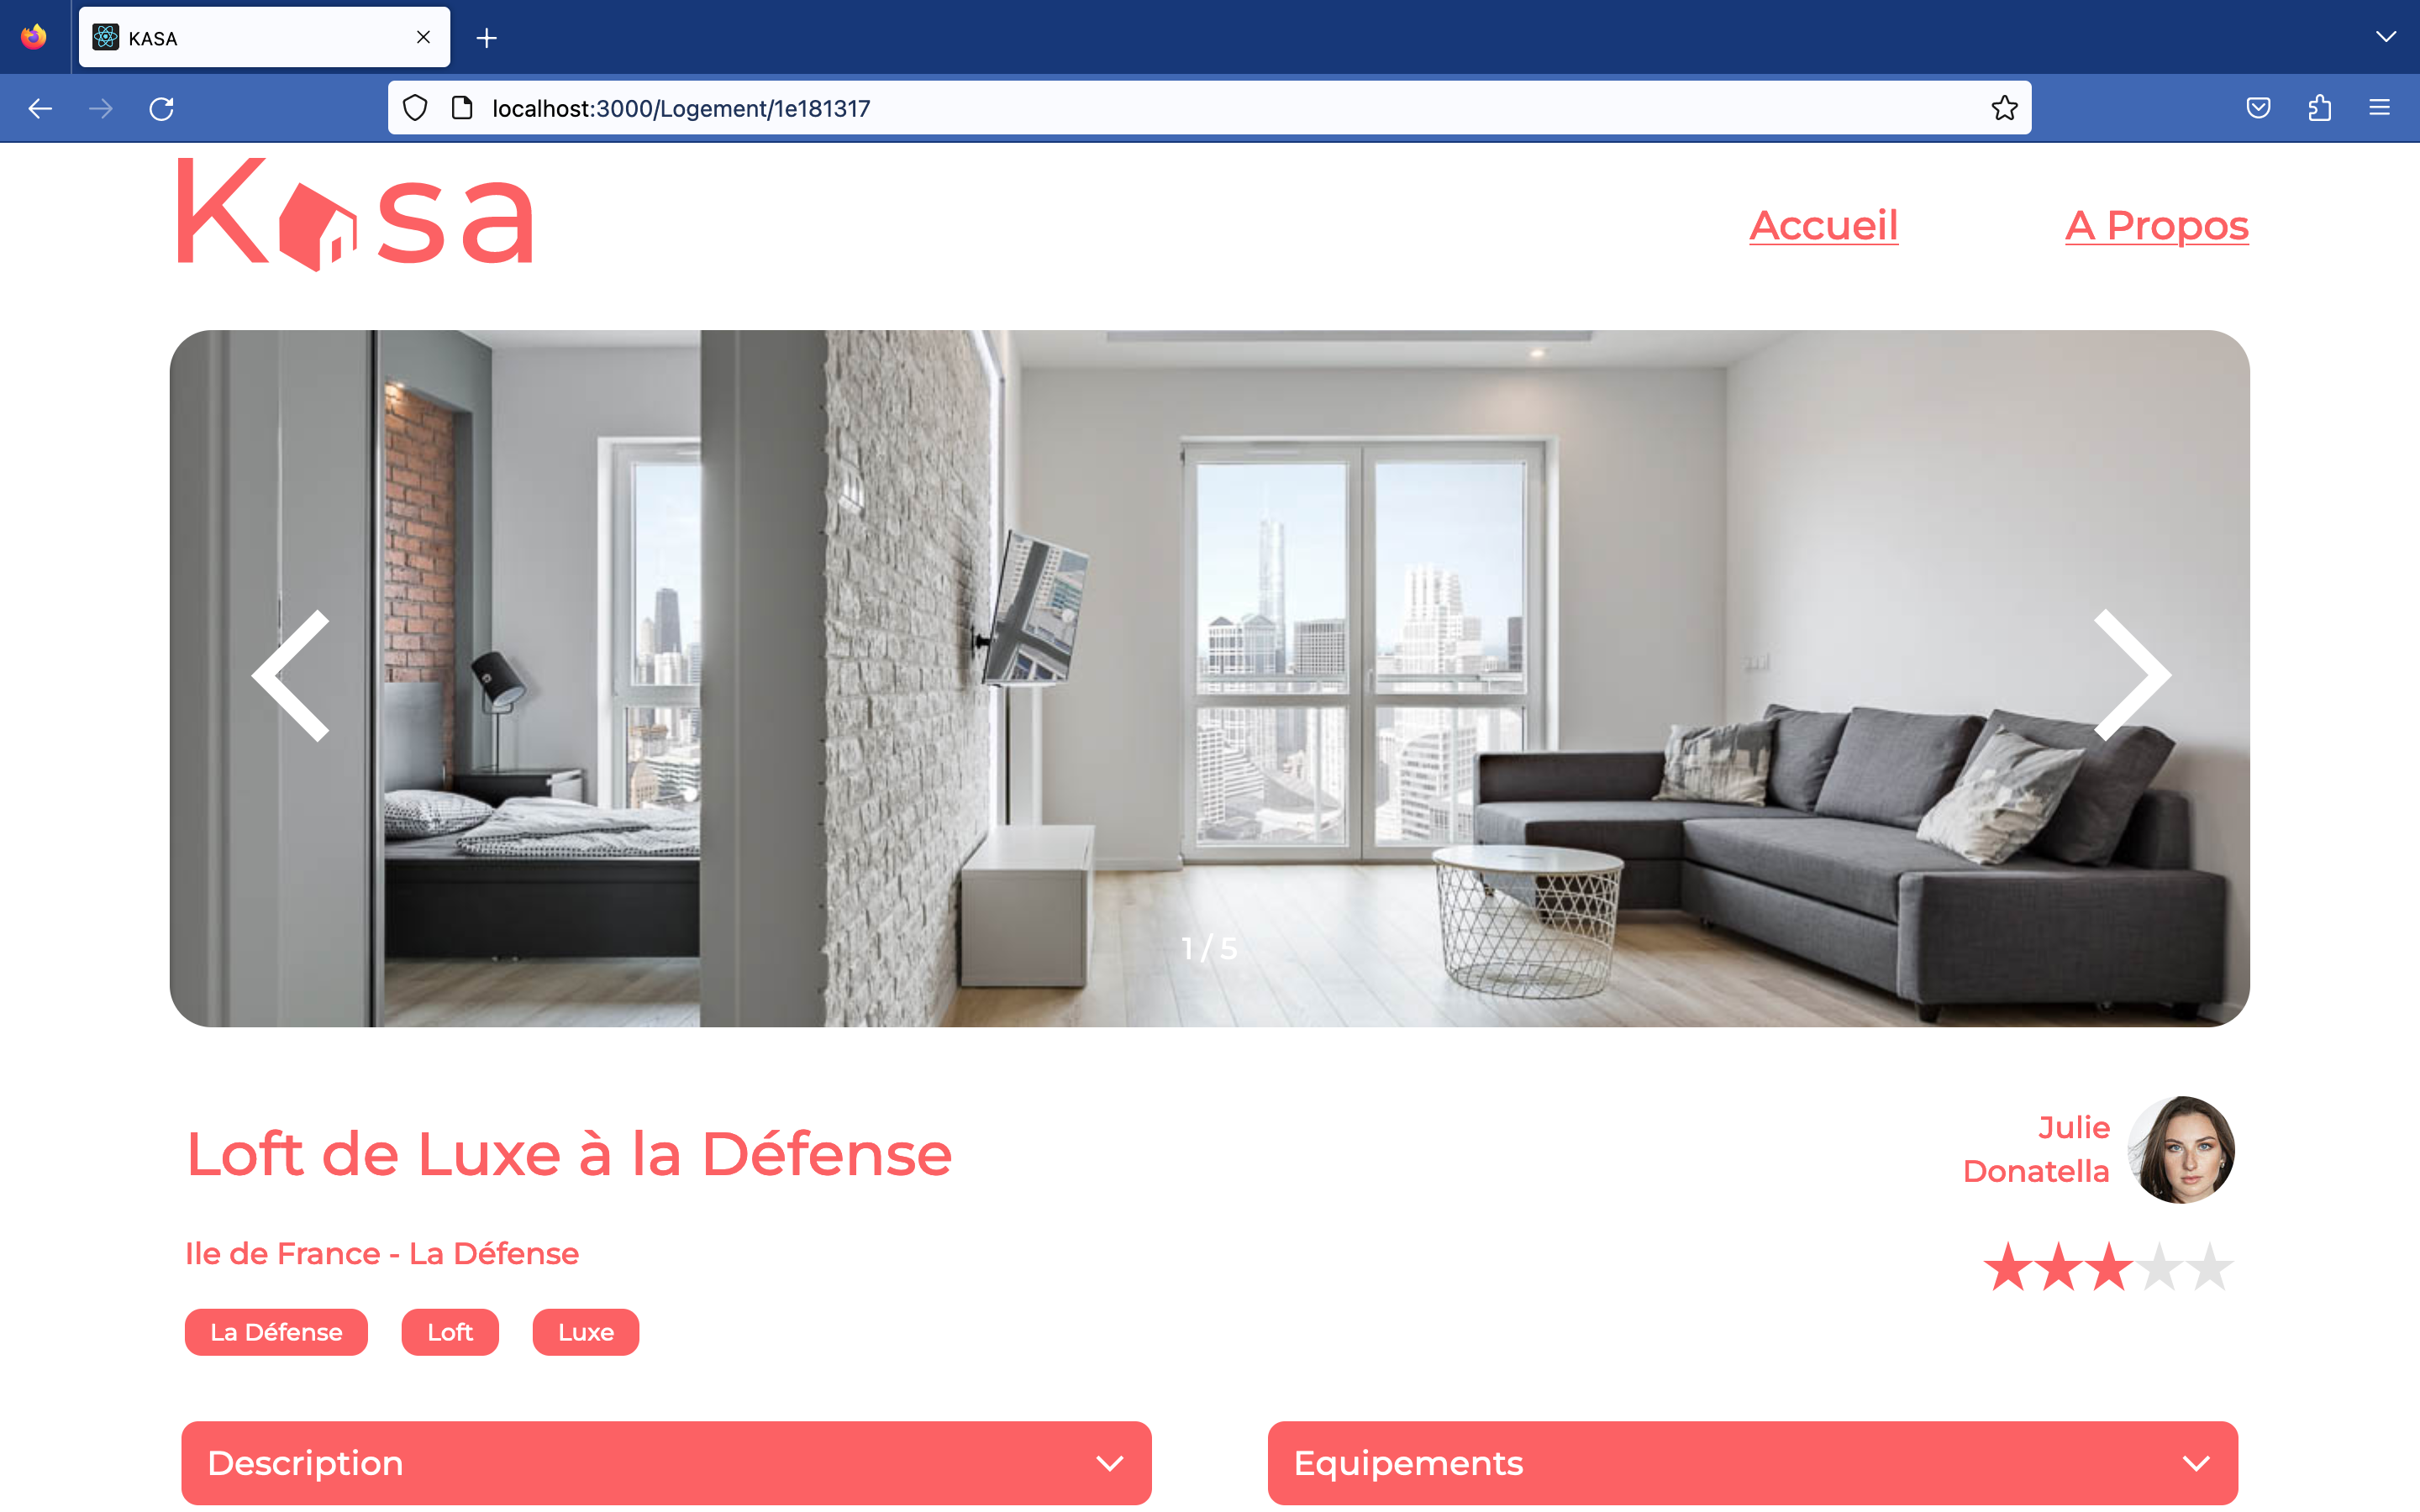 KASA
localhost:3000/Logement/1e181317
Kasa
Accueil
A Propos
1 / 5
Loft de Luxe à la Défense
Julie
Donatella
Ile de France - La Défense
La Défense
Loft
Luxe
Description
Equipements